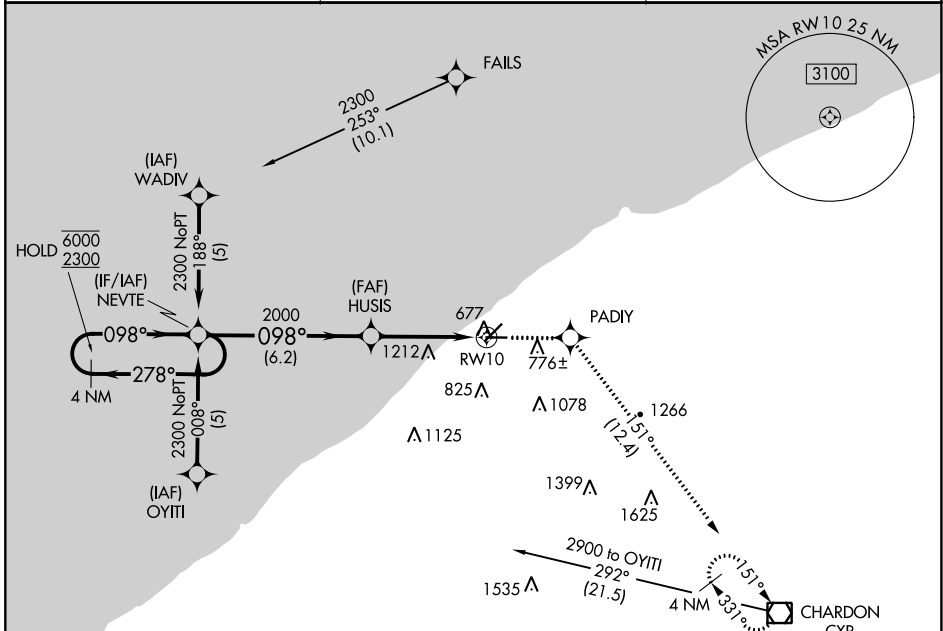 MSA RW10 25 NM
3100
FAILS
2300
253°
(10.1)
(IAF)
WADIV
2300 NoPT
188°
(5)
HOLD 6000
2300
(IF/IAF)
NEVTE
098°
278°
4 NM
2000
098°
(6.2)
(FAF)
HUSIS
1212
677
RW10
776±
PADIY
825
1078
1125
2300 NoPT
008°
(5)
(IAF)
OYITI
1266
151°
(12.4)
1399
1625
2900 to OYITI
292°
(21.5)
1535
4 NM
151°
331°
CHARDON